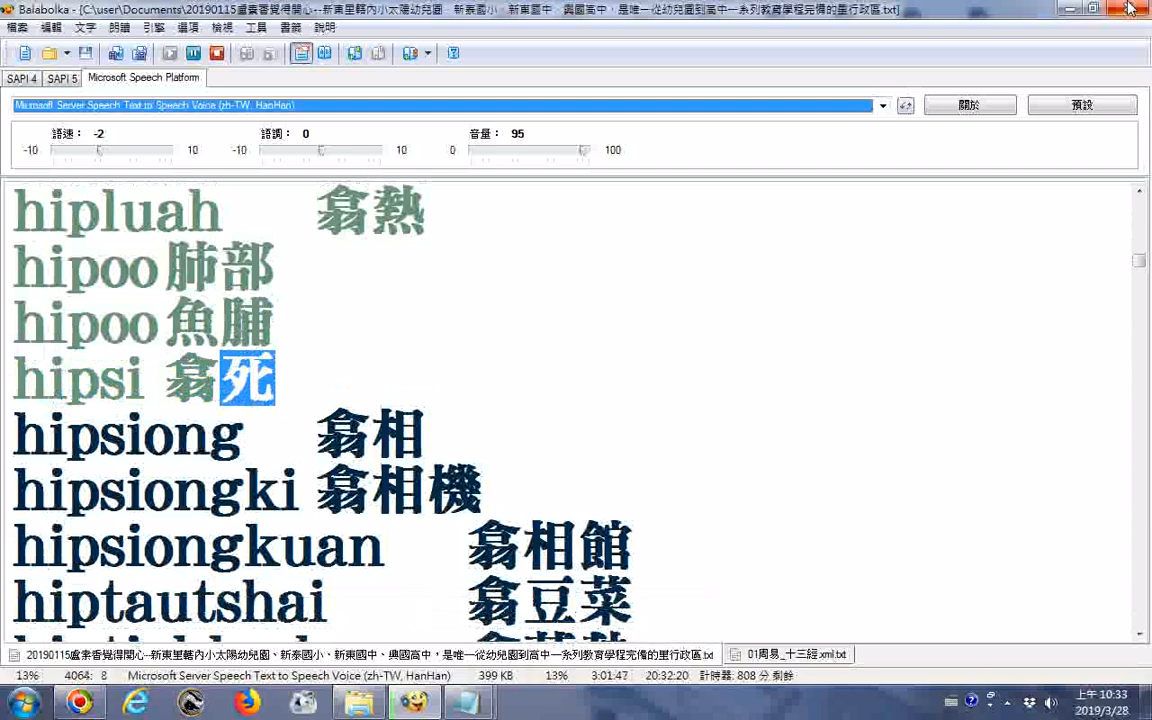 Balabolka - [C:\user\Documents\20190115盧素香覺得開心--新東里轄內小太陽幼兒園、新泰國小、新東國中、興國高中，是唯一從幼兒園到高中一系列教育學程完備的里行政區.txt]
檔案 編輯 文字 朗讀 引擎 選項 檢視 工具 書籤 說明
SAPI 4 SAPI 5 Microsoft Speech Platform
Microsoft Server Speech Text to Speech Voice (zh-TW, HanHan) 關於 預設
語速： -2 語調： 0 音量： 95
-10 10 -10 10 0 100
hipluah 翕熱
hipoo 肺部
hipoo 魚脯
hipsi 翕死
hipsiong 翕相
hipsiongki 翕相機
hipsiongkuan 翕相館
hiptautshai 翕豆菜
20190115盧素香覺得開心--新東里轄內小太陽幼兒園、新泰國小、新東國中、興國高中，是唯一從幼兒園到高中一系列教育學程完備的里行政區.txt 01周易_十三經.xml.txt
13% 4064: 8 Microsoft Server Speech Text to Speech Voice (zh-TW, HanHan) 399 KB 13% 3:01:47 20:32:20 計時器: 808 分 剩餘
上午 10:33
2019/3/28